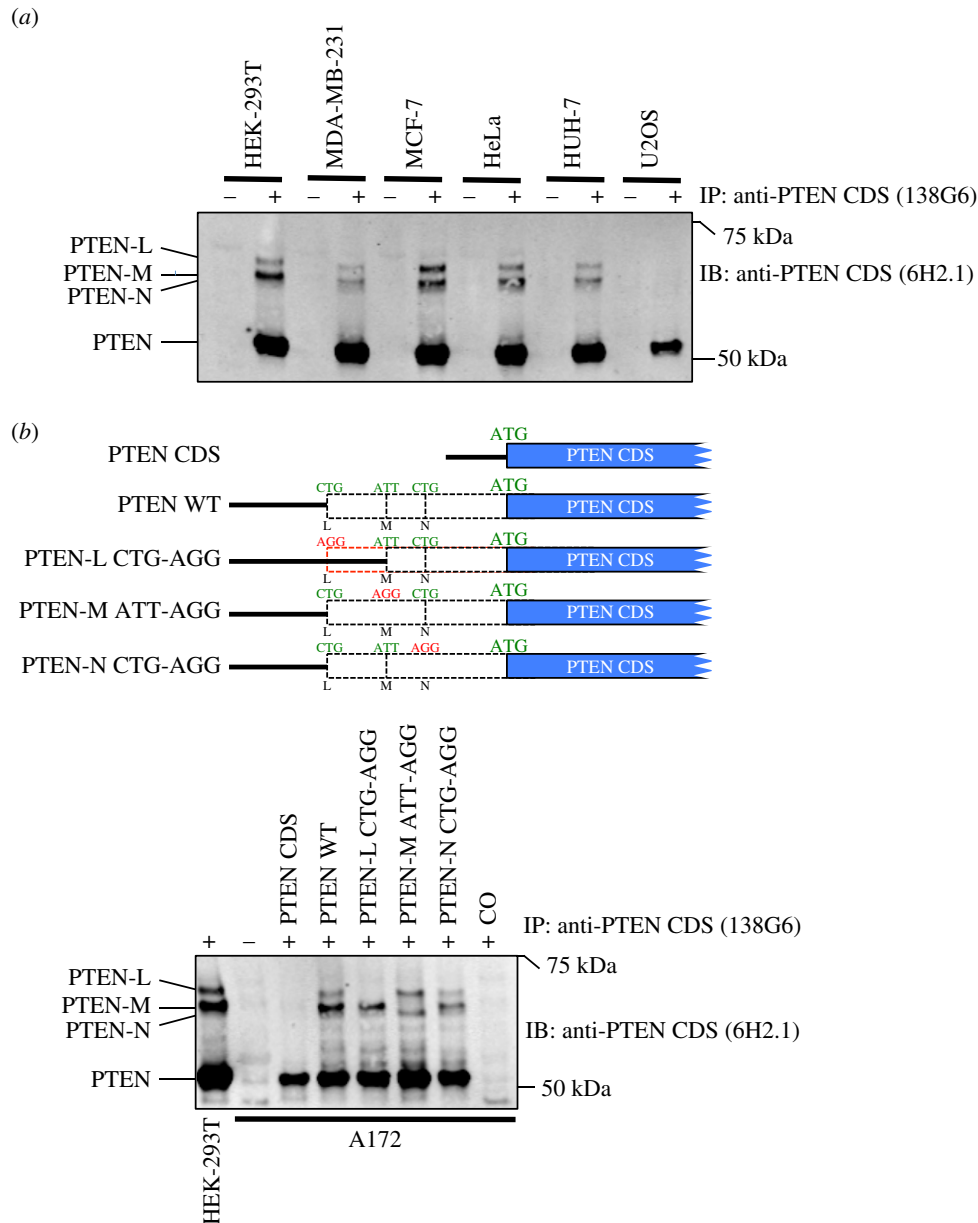 (a)
HEK-293T
MDA-MB-231
MCF-7
HeLa
HUH-7
U2OS
– + – + – + – + – + – + IP: anti-PTEN CDS (138G6)
PTEN-L
PTEN-M
PTEN-N
PTEN
75 kDa
IB: anti-PTEN CDS (6H2.1)
50 kDa
(b)
ATG
PTEN CDS PTEN CDS
CTG ATT CTG ATG
PTEN WT PTEN CDS
L M N
AGG ATT CTG ATG
PTEN-L CTG-AGG PTEN CDS
L M N
CTG AGG CTG ATG
PTEN-M ATT-AGG PTEN CDS
L M N
CTG ATT AGG ATG
PTEN-N CTG-AGG PTEN CDS
L M N
PTEN CDS
PTEN WT
PTEN-L CTG-AGG
PTEN-M ATT-AGG
PTEN-N CTG-AGG
CO
+ – + + + + + + IP: anti-PTEN CDS (138G6)
PTEN-L
PTEN-M
PTEN-N
PTEN
75 kDa
IB: anti-PTEN CDS (6H2.1)
50 kDa
HEK-293T
A172